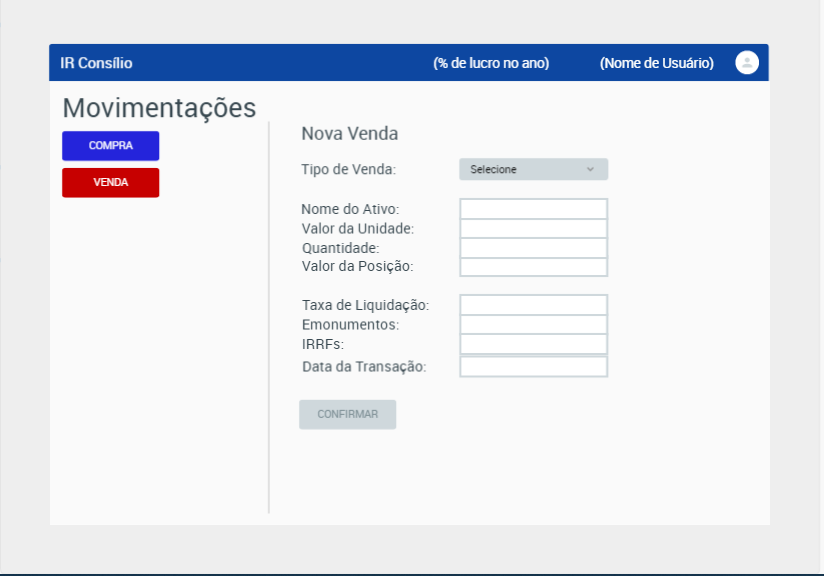 IR Consílio (% de lucro no ano) (Nome de Usuário)
Movimentações
COMPRA
VENDA
Nova Venda
Tipo de Venda: Selecione
Nome do Ativo:
Valor da Unidade:
Quantidade:
Valor da Posição:
Taxa de Liquidação:
Emonumentos:
IRRFs:
Data da Transação:
CONFIRMAR